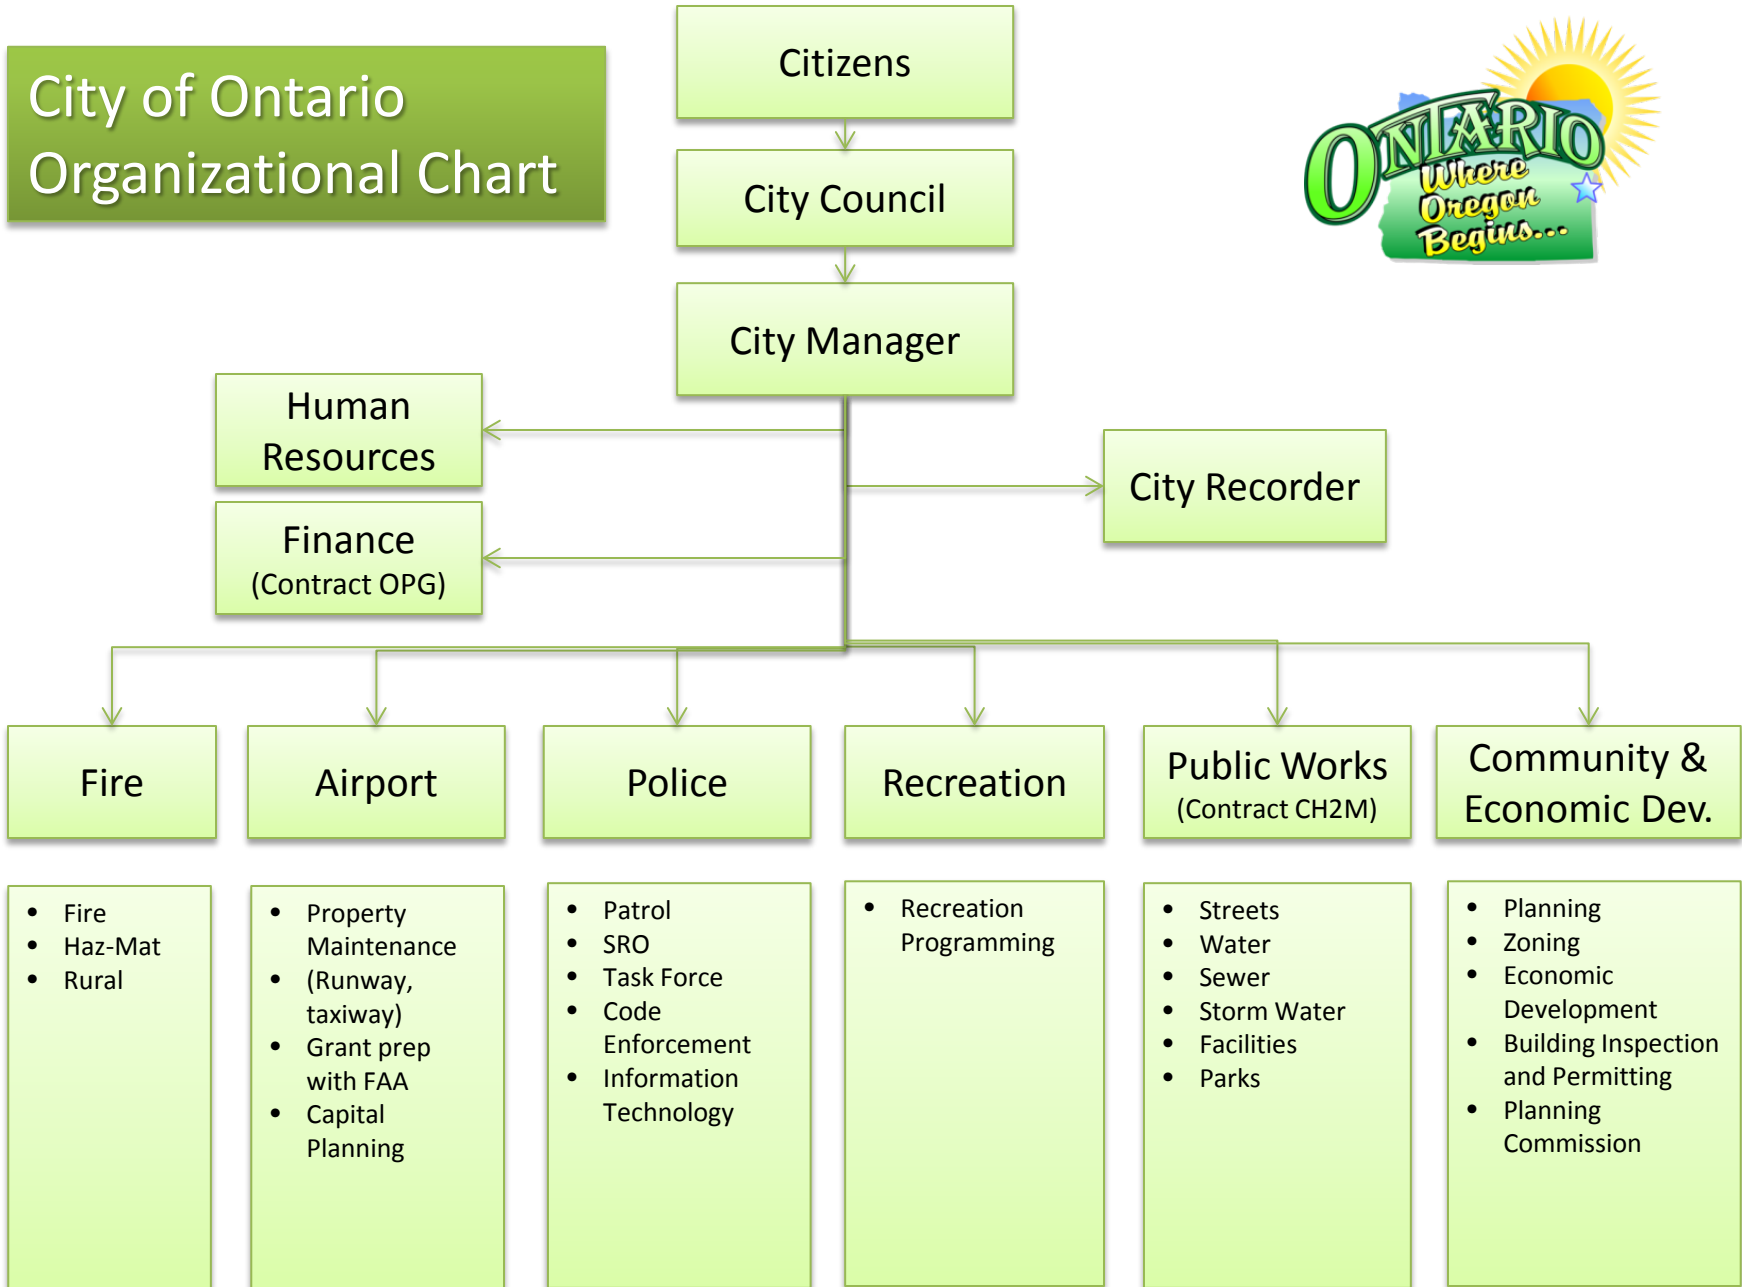 City of Ontario
Organizational Chart
Citizens
City Council
City Manager
ONTARIO
Where
Oregon
Begins...
Human
Resources
Finance
(Contract OPG)
City Recorder
Fire
Airport
Police
Recreation
Public Works
(Contract CH2M)
Community &
Economic Dev.
• Fire
• Haz-Mat
• Rural
• Property
Maintenance
• (Runway,
taxiway)
• Grant prep
with FAA
• Capital
Planning
• Patrol
• SRO
• Task Force
• Code
Enforcement
• Information
Technology
• Recreation
Programming
• Streets
• Water
• Sewer
• Storm Water
• Facilities
• Parks
• Planning
• Zoning
• Economic
Development
• Building Inspection
and Permitting
• Planning
Commission